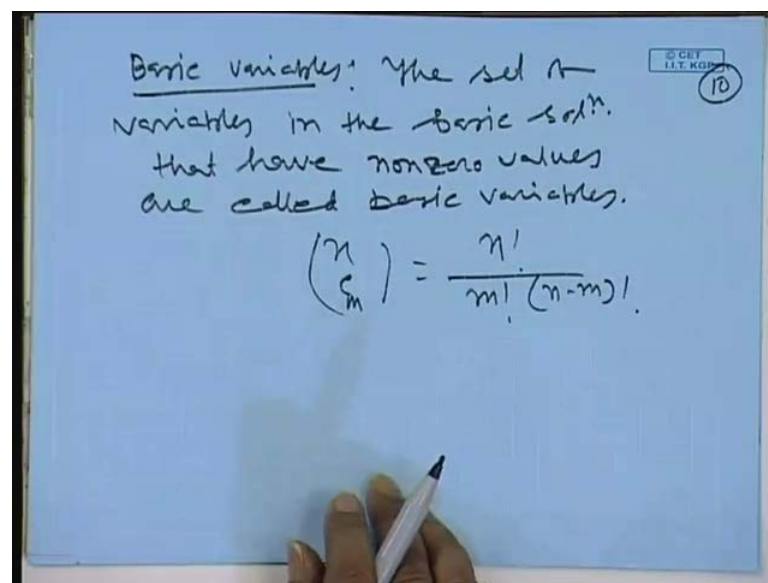 Basic variables: The set of
© CET
I.I.T. KGP
10
variables in the basic solⁿ.
that have nonzero values
are called basic variables.
(n c m) = n! / m! (n-m)!